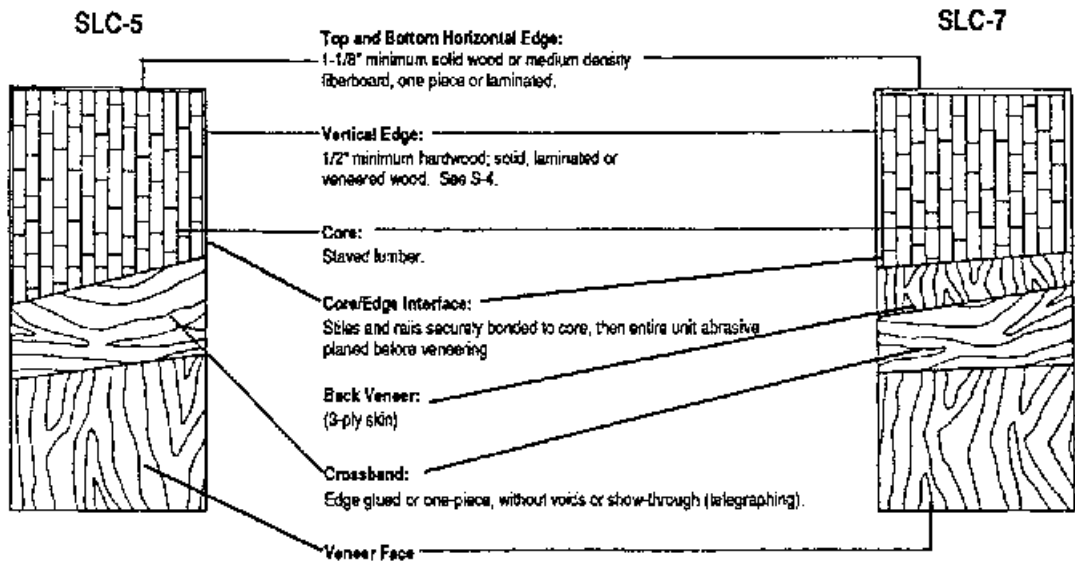 SLC-5
SLC-7
Top and Bottom Horizontal Edge:
1-1/8" minimum solid wood or medium density
fiberboard, one piece or laminated.
Vertical Edge:
1/2" minimum hardwood; solid, laminated or
veneered wood. See S-4.
Core:
Staved lumber.
Core/Edge Interface:
Stiles and rails securely bonded to core, then entire unit abrasive
planed before veneering
Back Veneer:
(3-ply skin)
Crossband:
Edge glued or one-piece, without voids or show-through (telegraphing).
Veneer Face